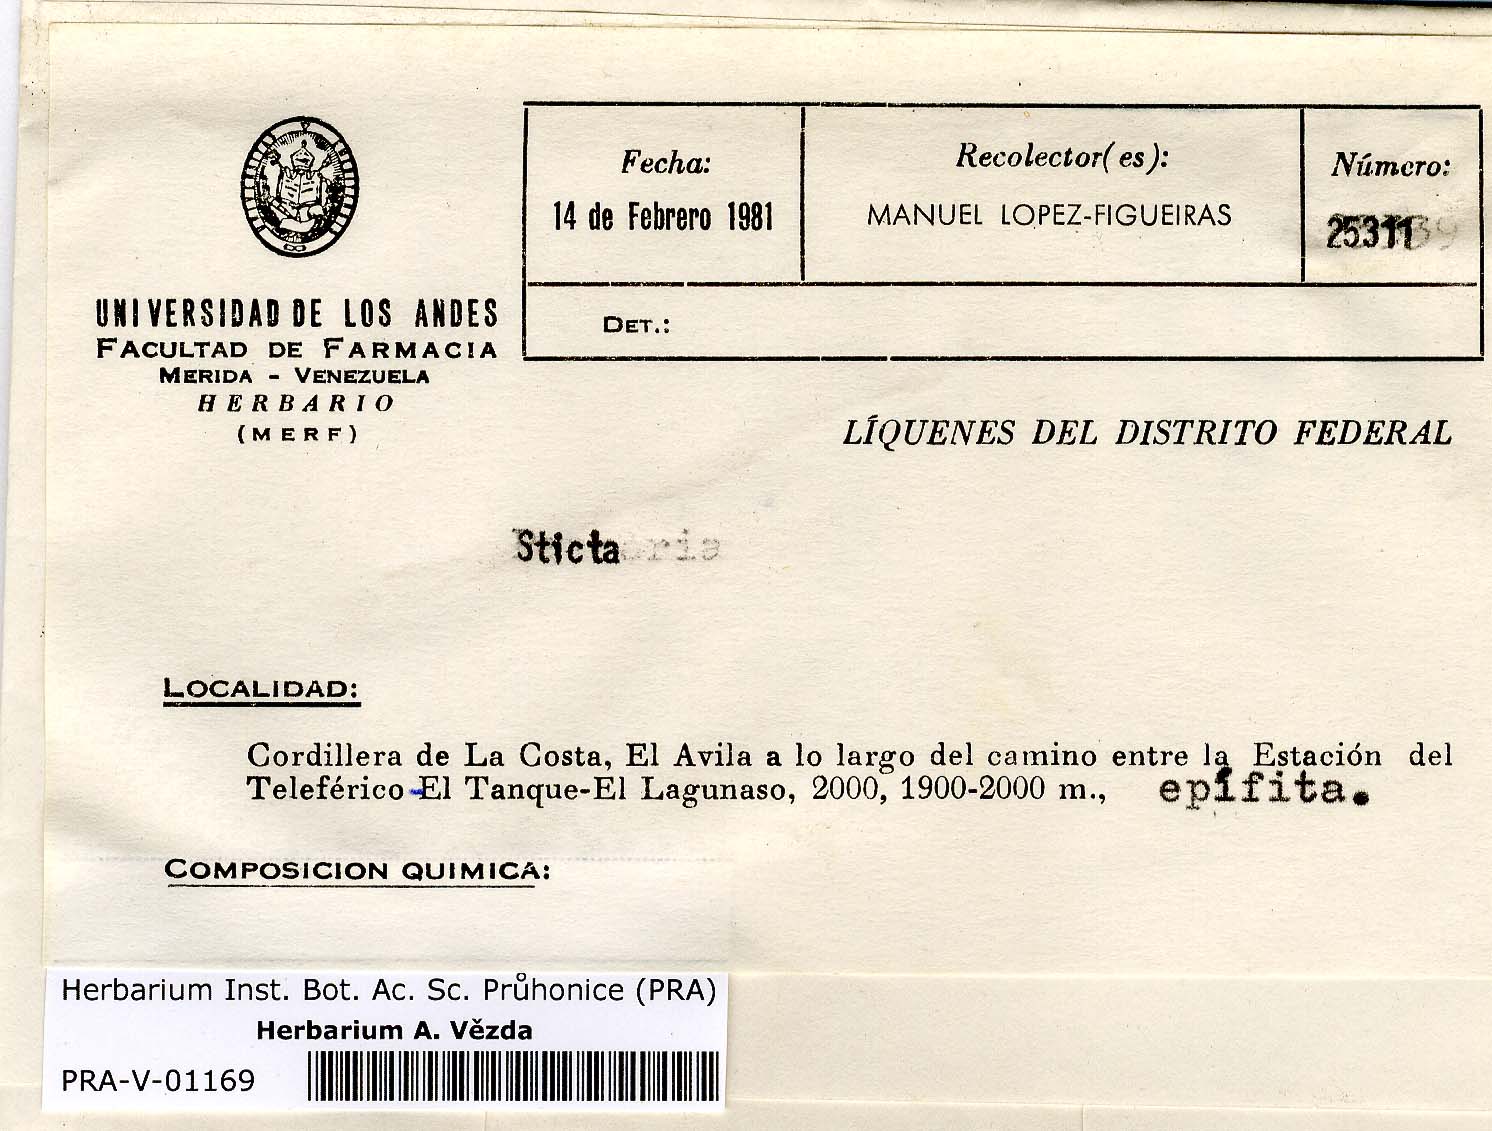 Fecha:
14 de Febrero 1981
Recolector(es):
MANUEL LOPEZ-FIGUEIRAS
Número:
25311
DET.:
UNIVERSIDAD DE LOS ANDES
FACULTAD DE FARMACIA
MERIDA - VENEZUELA
HERBARIO
(MERF)
LÍQUENES DEL DISTRITO FEDERAL
Sticta
LOCALIDAD:
Cordillera de La Costa, El Avila a lo largo del camino entre la Estación del
Teleférico-El Tanque-El Lagunaso, 2000, 1900-2000 m., epífita.
COMPOSICION QUIMICA:
Herbarium Inst. Bot. Ac. Sc. Průhonice (PRA)
Herbarium A. Vězda
PRA-V-01169